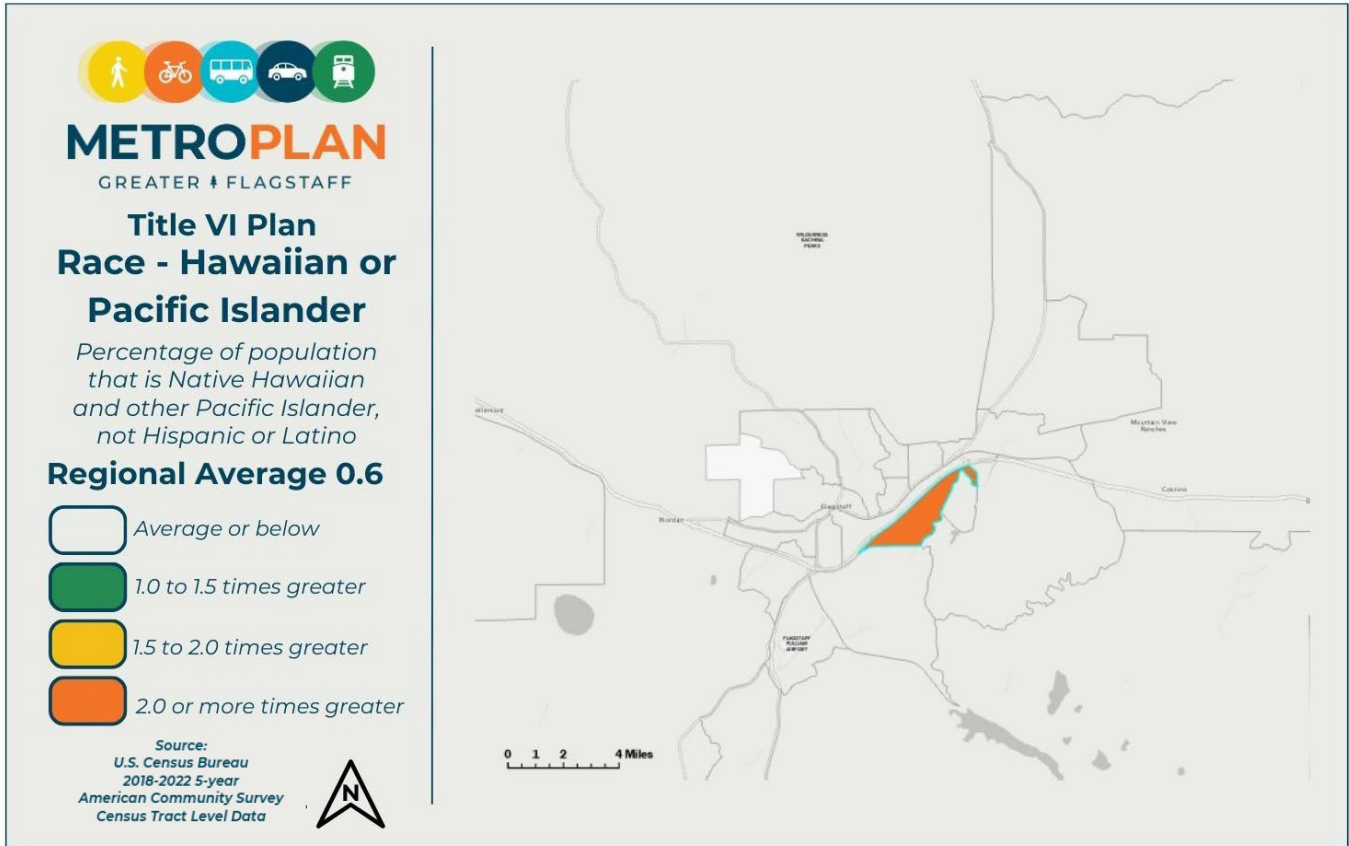 METROPLAN
GREATER FLAGSTAFF
Title VI Plan
Race - Hawaiian or
Pacific Islander
Percentage of population
that is Native Hawaiian
and other Pacific Islander,
not Hispanic or Latino
Regional Average 0.6
Average or below
1.0 to 1.5 times greater
1.5 to 2.0 times greater
2.0 or more times greater
Source:
U.S. Census Bureau
2018-2022 5-year
American Community Survey
Census Tract Level Data
N
WILDERNESS
KACHINA
PEAKS
ellemont
Mountain View
Ranches
Cosnino
Flagstaff
Riordan
FLAGSTAFF
PULLIAM
AIRPORT
0 1 2 4 Miles